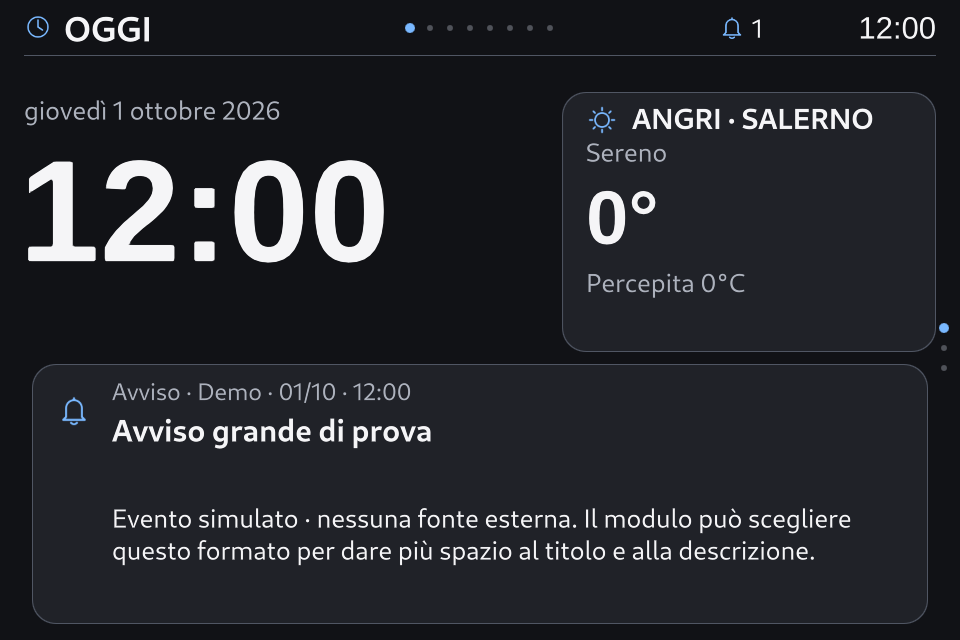 OGGI
1
12:00
giovedì 1 ottobre 2026
12:00
ANGRI · SALERNO
Sereno
0°
Percepita 0°C
Avviso · Demo · 01/10 · 12:00
Avviso grande di prova
Evento simulato · nessuna fonte esterna. Il modulo può scegliere
questo formato per dare più spazio al titolo e alla descrizione.